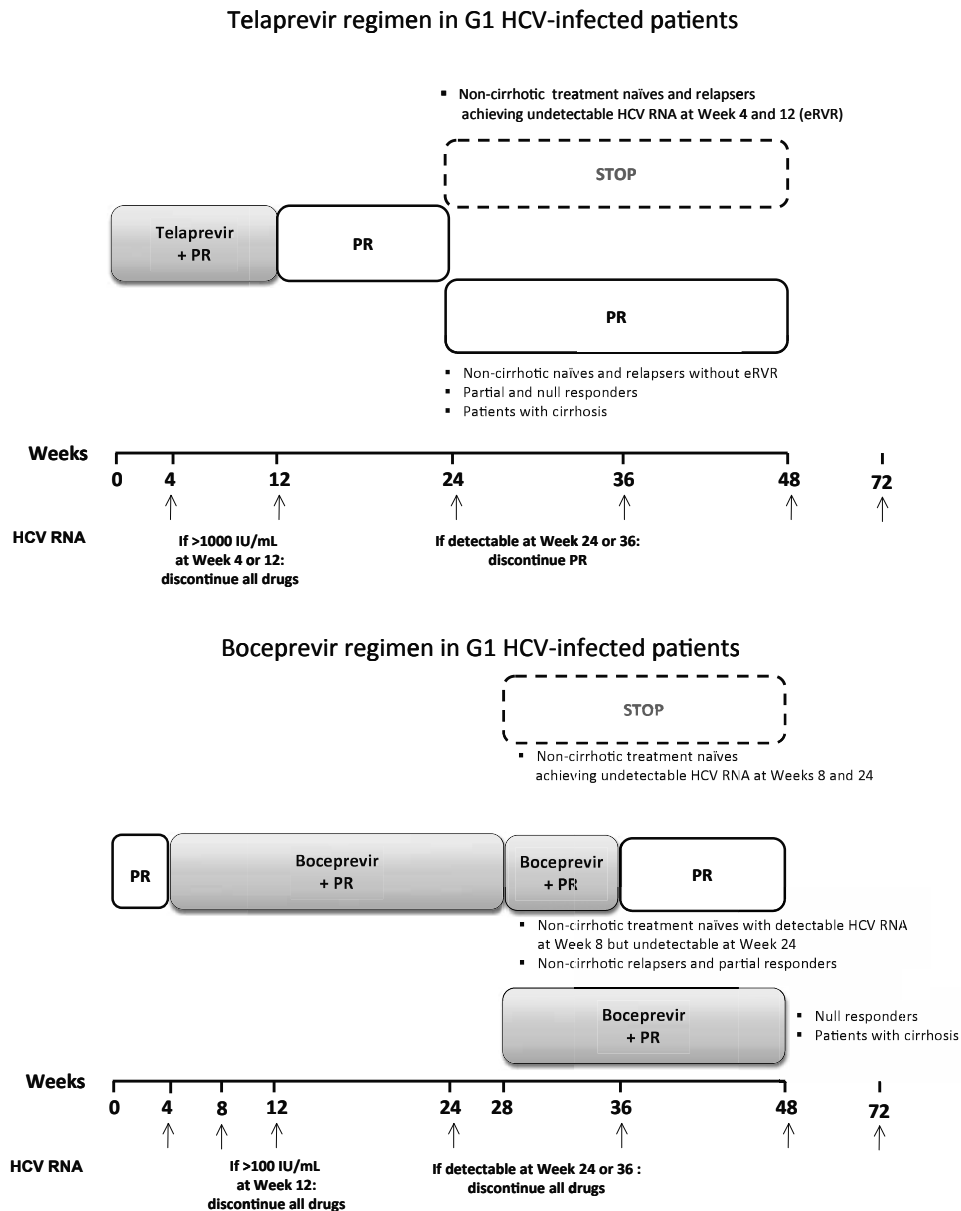 Telaprevir regimen in G1 HCV-infected patients
▪ Non-cirrhotic treatment naïves and relapsers
achieving undetectable HCV RNA at Week 4 and 12 (eRVR)
STOP
Telaprevir
+ PR
PR
PR
▪ Non-cirrhotic naïves and relapsers without eRVR
▪ Partial and null responders
▪ Patients with cirrhosis
Weeks
0 4 12 24 36 48 72
HCV RNA
If >1000 IU/mL
at Week 4 or 12:
discontinue all drugs
If detectable at Week 24 or 36:
discontinue PR
Boceprevir regimen in G1 HCV-infected patients
STOP
▪ Non-cirrhotic treatment naïves
achieving undetectable HCV RNA at Weeks 8 and 24
PR
Boceprevir
+ PR
Boceprevir
+ PR
PR
▪ Non-cirrhotic treatment naïves with detectable HCV RNA
at Week 8 but undetectable at Week 24
▪ Non-cirrhotic relapsers and partial responders
Boceprevir
+ PR
▪ Null responders
▪ Patients with cirrhosis
Weeks
0 4 8 12 24 28 36 48 72
HCV RNA
If >100 IU/mL
at Week 12:
discontinue all drugs
If detectable at Week 24 or 36 :
discontinue all drugs